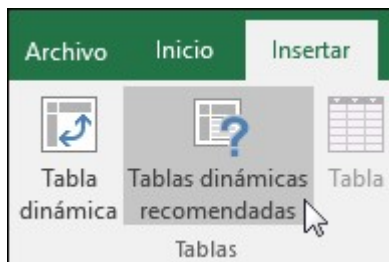 Archivo Inicio Insertar
Tabla dinámica
Tablas dinámicas recomendadas
Tabla
Tablas